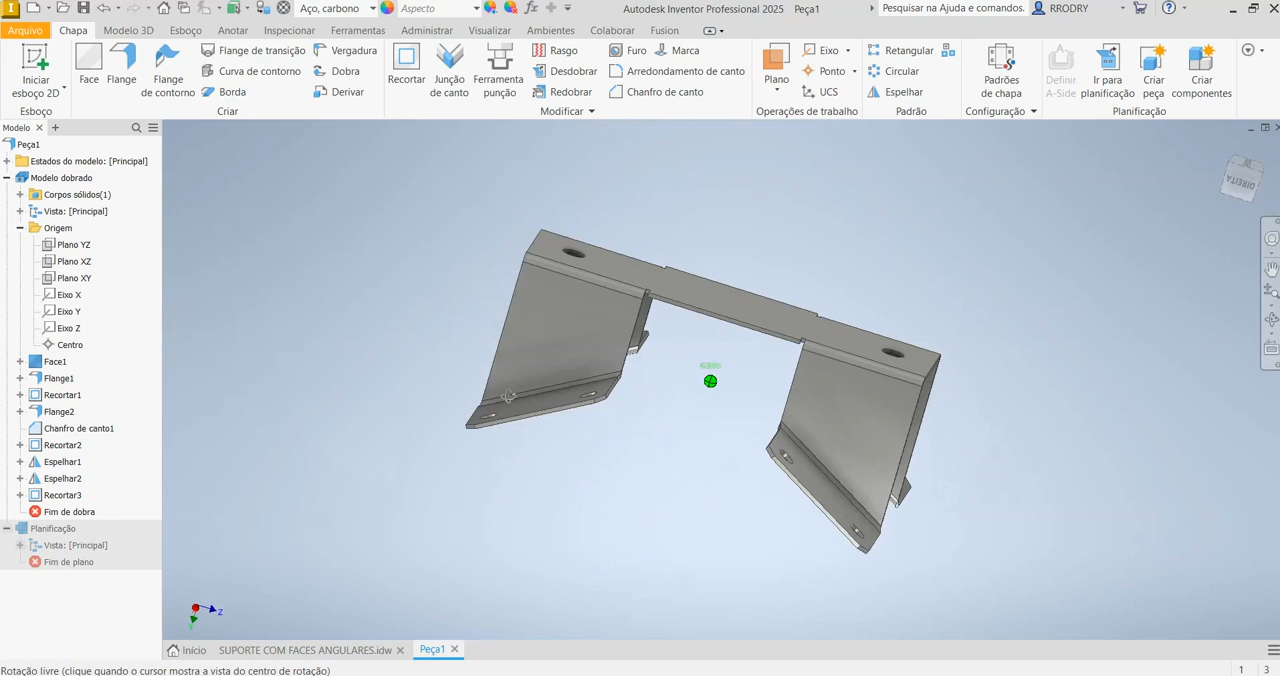 I Aço, carbono Aspecto fx Autodesk Inventor Professional 2025 Peça1 Pesquisar na Ajuda e comandos. RRODRY ?
Arquivo Chapa Modelo 3D Esboço Anotar Inspecionar Ferramentas Administrar Visualizar Ambientes Colaborar Fusion
Iniciar esboço 2D
Face
Flange
Flange de contorno
Flange de transição
Curva de contorno
Borda
Vergadura
Dobra
Derivar
Recortar
Junção de canto
Ferramenta punção
Rasgo
Desdobrar
Redobrar
Furo
Marca
Arredondamento de canto
Chanfro de canto
Plano
Eixo
Ponto
UCS
Retangular
Circular
Espelhar
Padrões de chapa
Definir A-Side
Ir para planificação
Criar peça
Criar componentes
Esboço Criar Modificar Operações de trabalho Padrão Configuração Planificação
Modelo
Peça1
Estados do modelo: [Principal]
Modelo dobrado
Corpos sólidos(1)
Vista: [Principal]
Origem
Plano YZ
Plano XZ
Plano XY
Eixo X
Eixo Y
Eixo Z
Centro
Face1
Flange1
Recortar1
Flange2
Chanfro de canto1
Recortar2
Espelhar1
Espelhar2
Recortar3
Fim de dobra
Planificação
Vista: [Principal]
Fim de plano
DIREITA
Z
Início SUPORTE COM FACES ANGULARES.idw Peça1
Rotação livre (clique quando o cursor mostra a vista do centro de rotação) 1 3